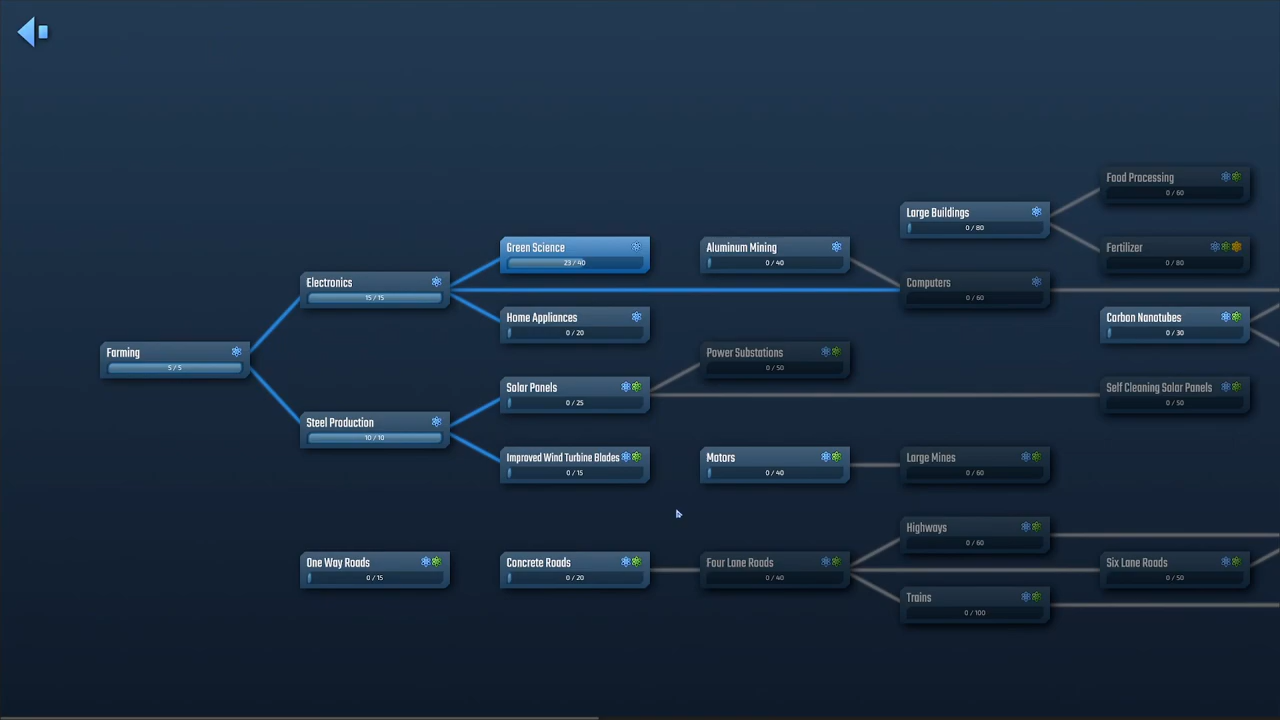 Food Processing
0 / 60
Large Buildings
0 / 80
Green Science
23 / 40
Aluminum Mining
0 / 40
Fertilizer
0 / 80
Electronics
15 / 15
Computers
0 / 60
Home Appliances
0 / 20
Carbon Nanotubes
0 / 30
Farming
5 / 5
Power Substations
0 / 50
Solar Panels
0 / 25
Self Cleaning Solar Panels
0 / 50
Steel Production
10 / 10
Improved Wind Turbine Blades
0 / 15
Motors
0 / 40
Large Mines
0 / 60
Highways
0 / 60
One Way Roads
0 / 15
Concrete Roads
0 / 20
Four Lane Roads
0 / 40
Six Lane Roads
0 / 50
Trains
0 / 100